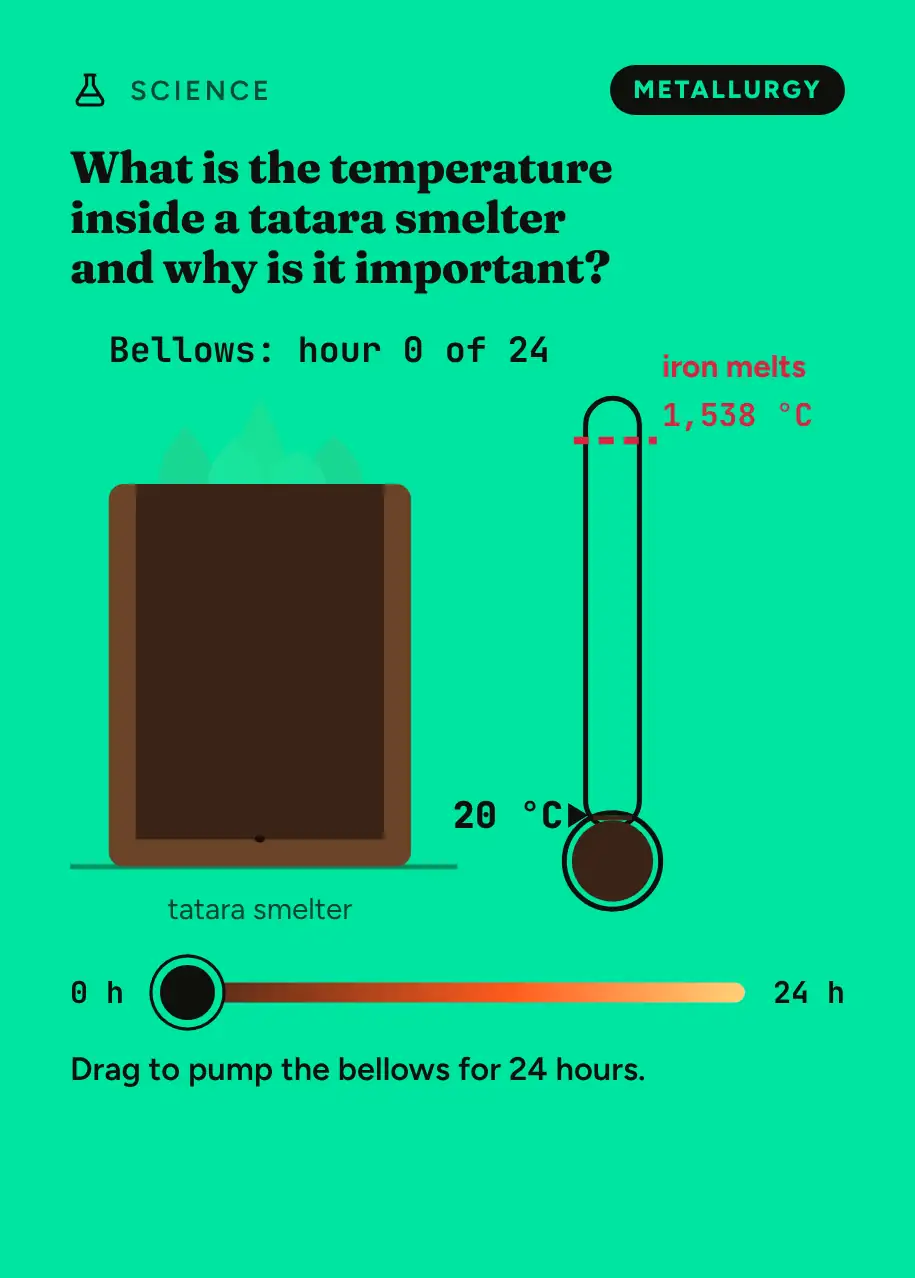 SCIENCE
METALLURGY
What is the temperature
inside a tatara smelter
and why is it important?
Bellows: hour 0 of 24
iron melts
1,538 °C
20 °C
tatara smelter
0 h
24 h
Drag to pump the bellows for 24 hours.